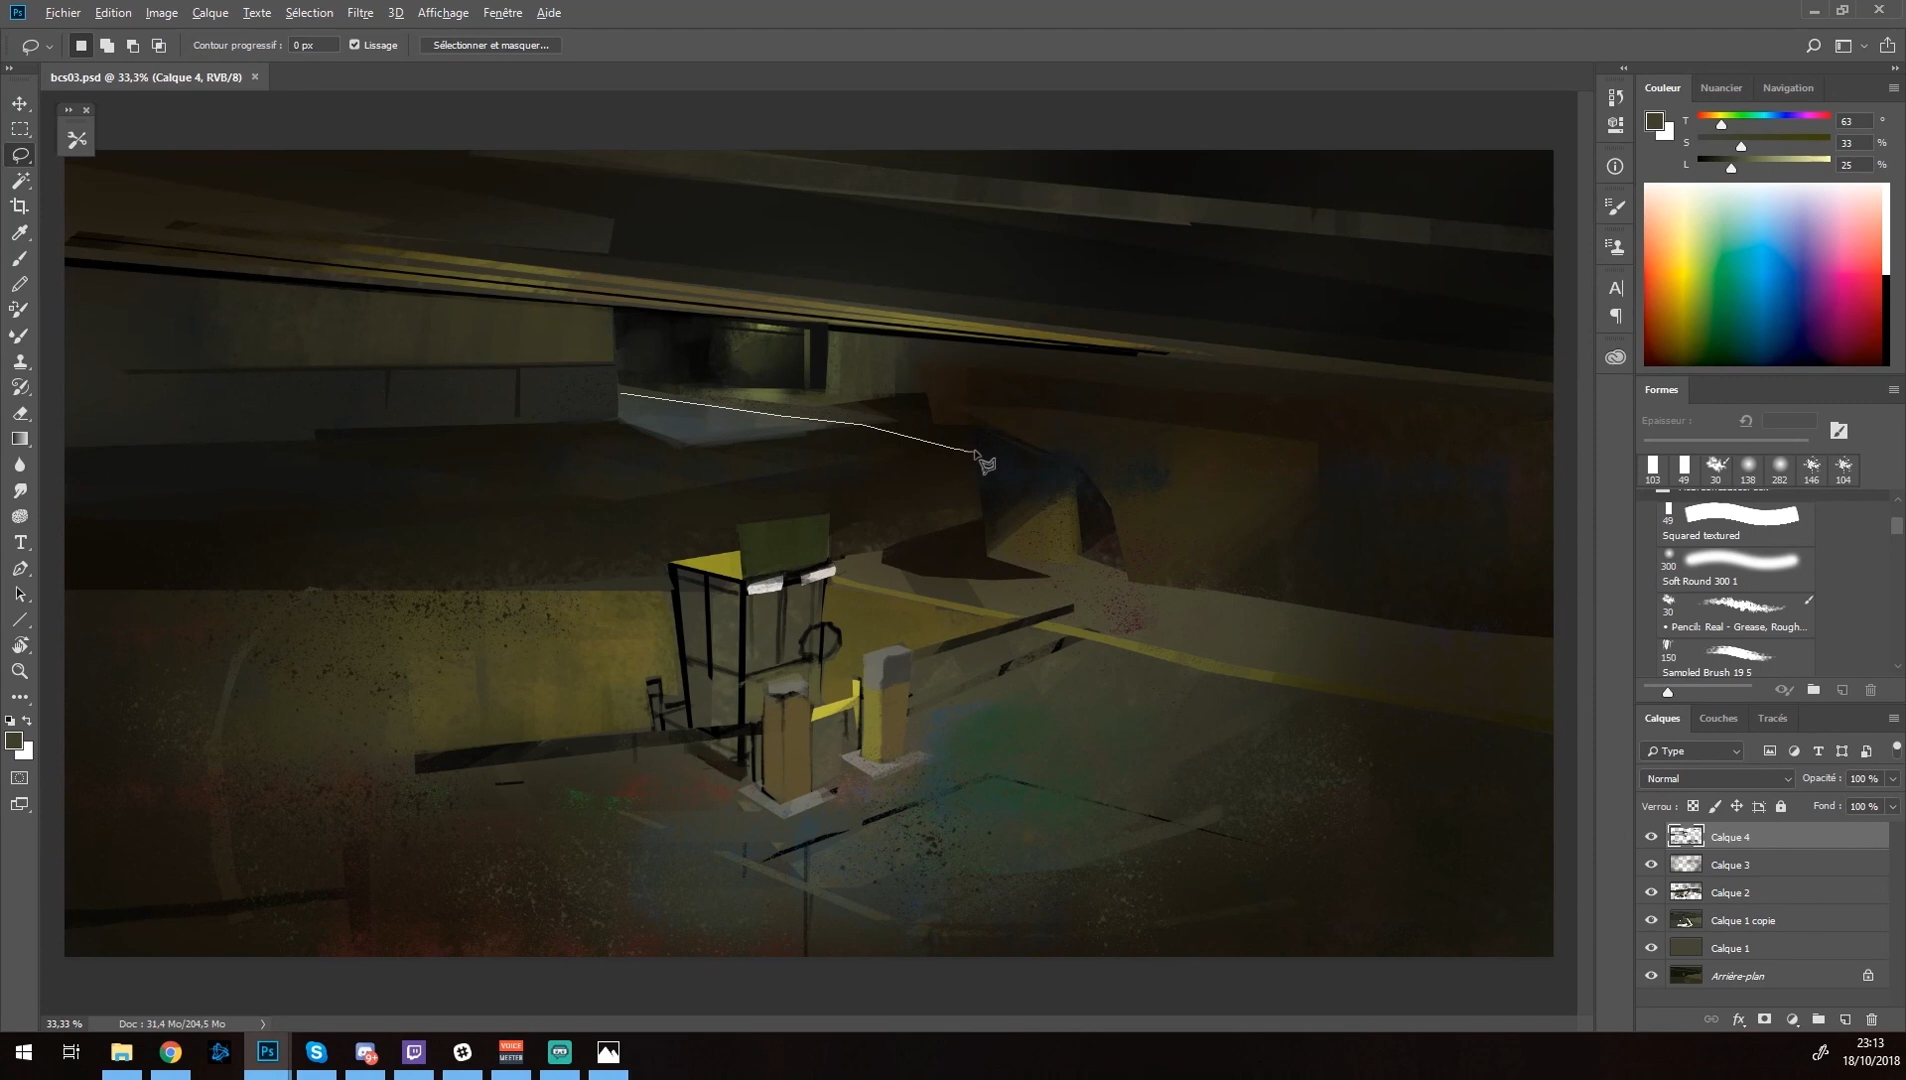 Fichier Edition Image Calque Texte Sélection Filtre 3D Affichage Fenêtre Aide
Contour progressif : 0 px Lissage Sélectionner et masquer...
bcs03.psd @ 33,3% (Calque 4, RVB/8)
Couleur Nuancier Navigation
T 63 °
S 33 %
L 25 %
Formes
Epaisseur :
103 49 30 138 282 146 104
49
Squared textured
300
Soft Round 300 1
30
• Pencil: Real - Grease, Rough...
150
Sampled Brush 19 5
Calques Couches Tracés
Type
Normal Opacité : 100 %
Verrou : Fond : 100 %
Calque 4
Calque 3
Calque 2
Calque 1 copie
Calque 1
Arrière-plan
33,33 % Doc : 31,4 Mo/204,5 Mo
Ps
9+
VOICE
MEETER
23:13
18/10/2018